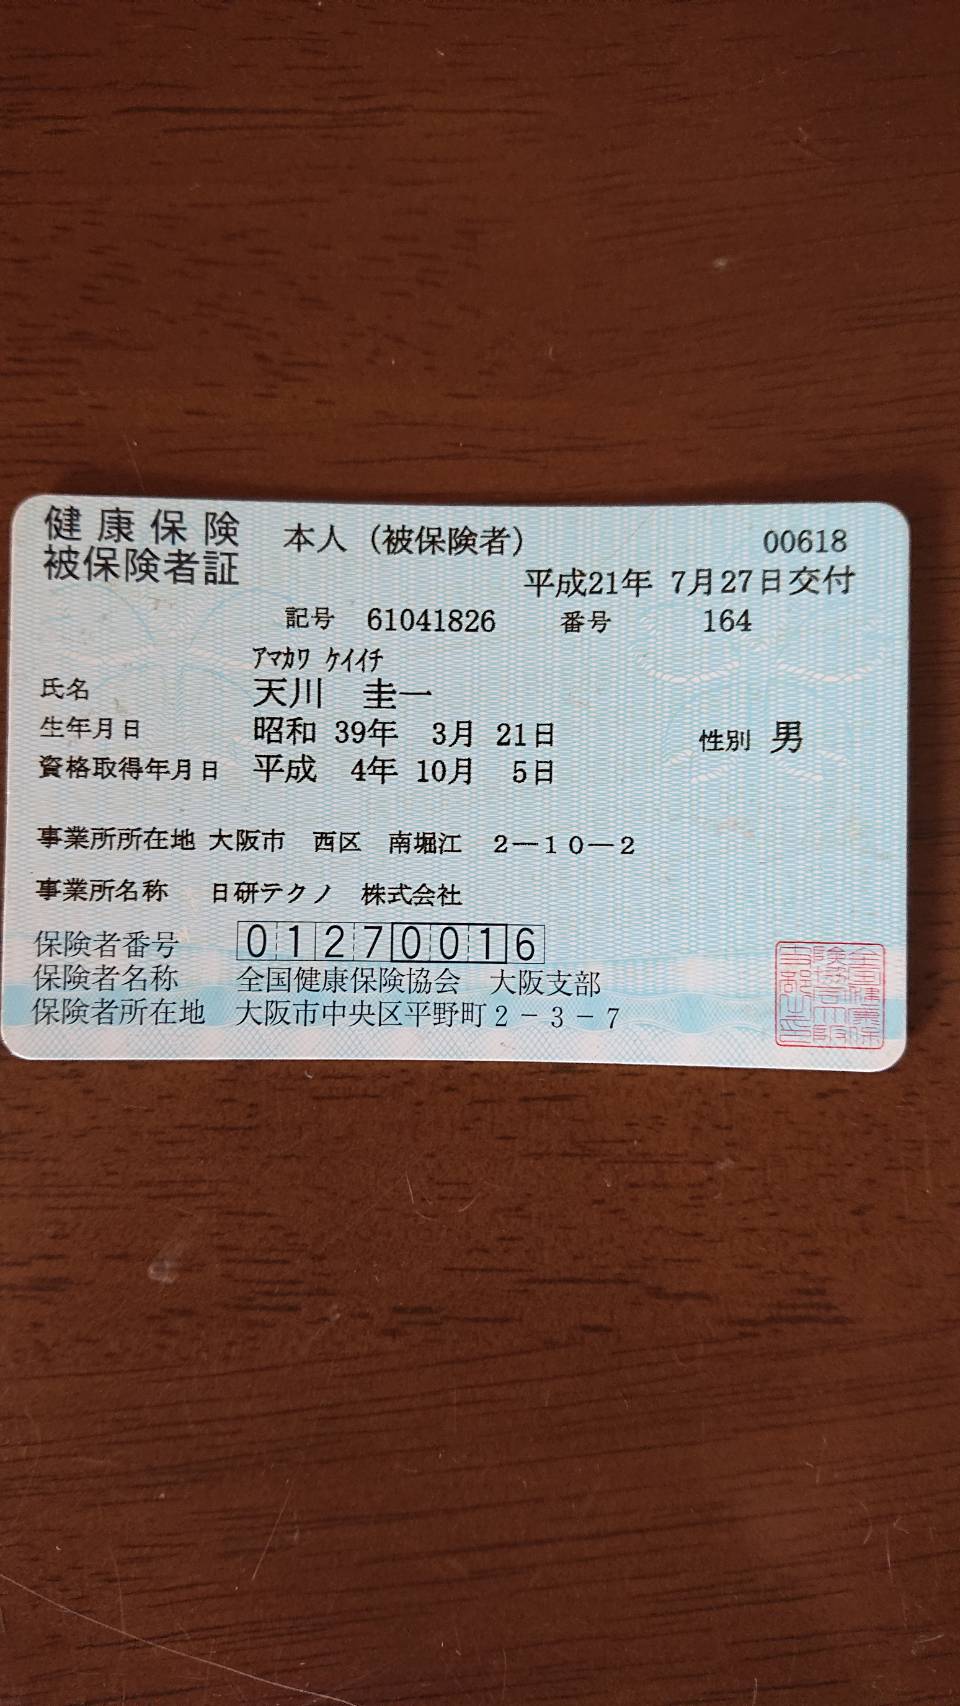 健康保険 本人（被保険者） 00618
被保険者証 平成21年 7月27日交付
記号 61041826 番号 164
ｱﾏｶﾜ ｹｲｲﾁ
氏名 天川 圭一
生年月日 昭和 39年 3月 21日 性別 男
資格取得年月日 平成 4年 10月 5日
事業所所在地 大阪市 西区 南堀江 2－10－2
事業所名称 日研テクノ 株式会社
保険者番号 01270016
保険者名称 全国健康保険協会 大阪支部
保険者所在地 大阪市中央区平野町2－3－7